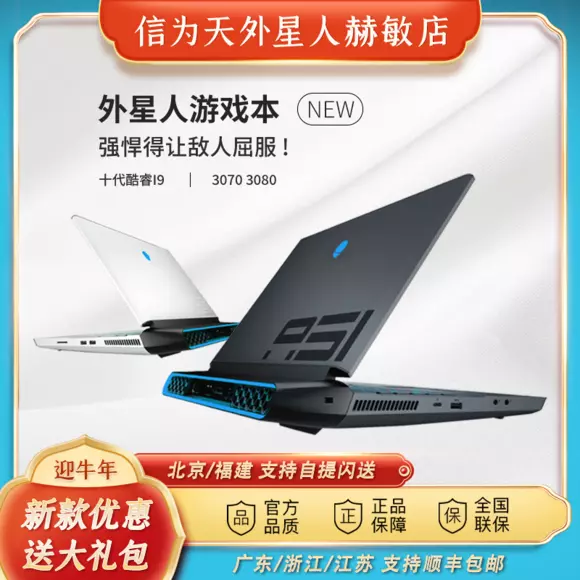 信为天外星人赫敏店
外星人游戏本 NEW
强悍得让敌人屈服！
十代酷睿I9 | 3070 3080
A51
迎牛年
新款优惠
送大礼包
北京/福建 支持自提闪送
品 官方品质
正 正品保障
保 全国联保
广东/浙江/江苏 支持顺丰包邮